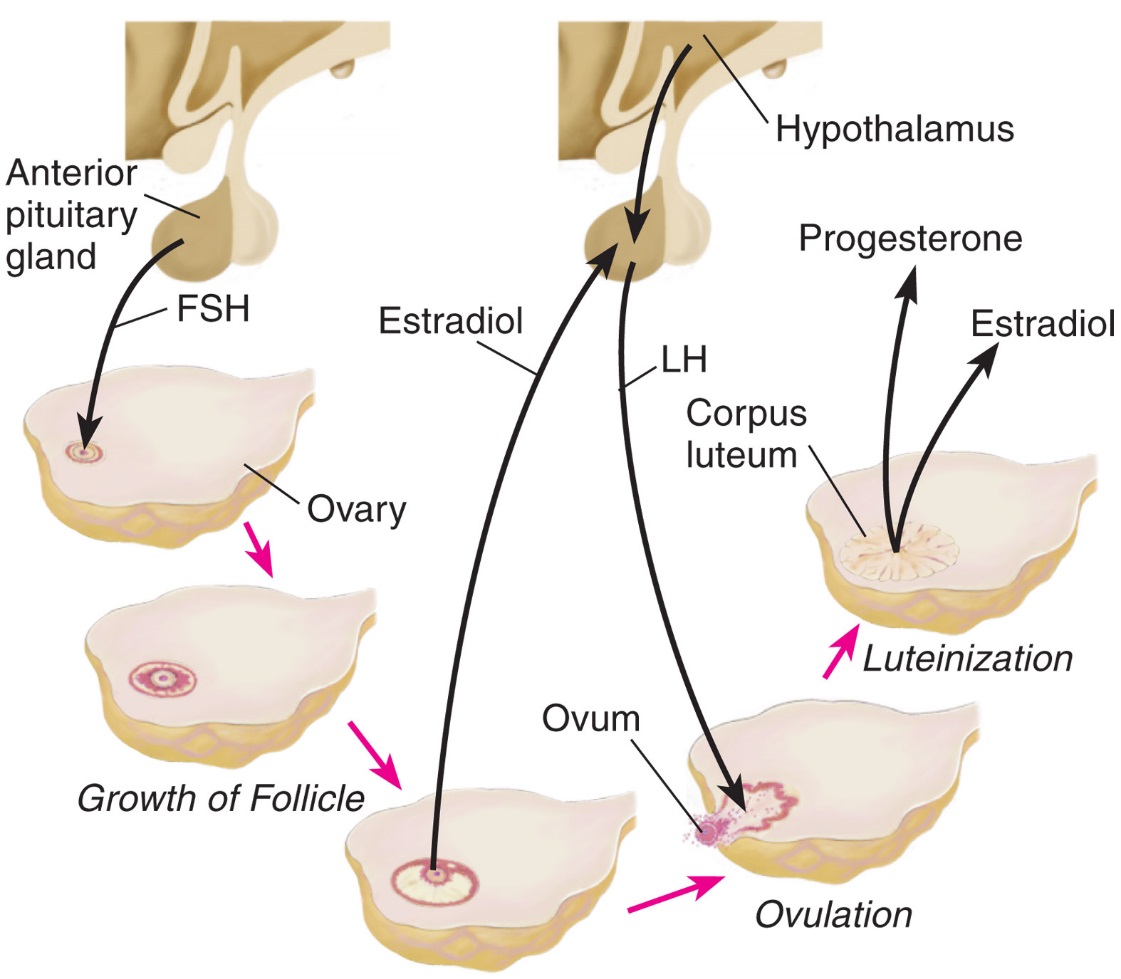 Hypothalamus
Anterior
pituitary
gland
FSH
Progesterone
Estradiol
Estradiol
LH
Corpus
luteum
Ovary
Luteinization
Ovum
Growth of Follicle
Ovulation